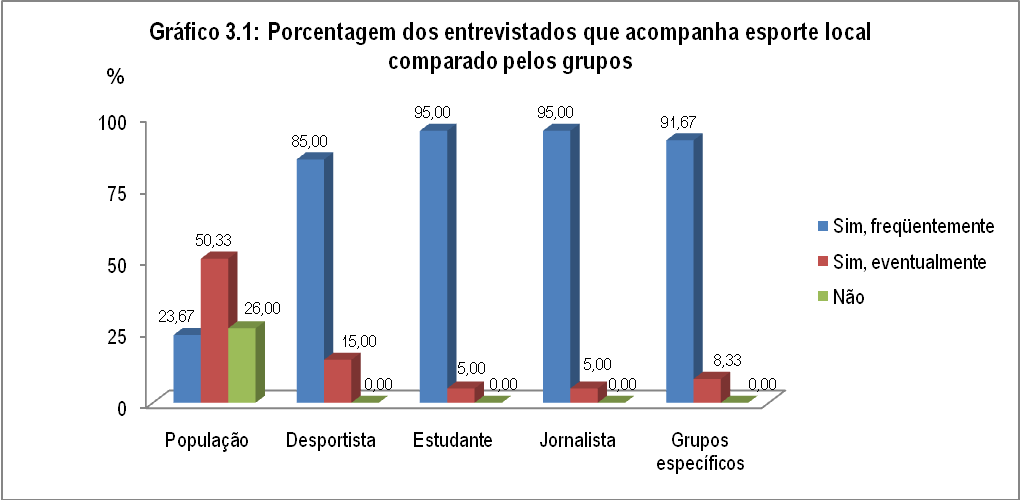 Gráfico 3.1: Porcentagem dos entrevistados que acompanha esporte local
comparado pelos grupos
%
100
75
50
25
0
23,67
50,33
26,00
85,00
15,00
0,00
95,00
5,00
0,00
95,00
5,00
0,00
91,67
8,33
0,00
População
Desportista
Estudante
Jornalista
Grupos
específicos
Sim, freqüentemente
Sim, eventualmente
Não